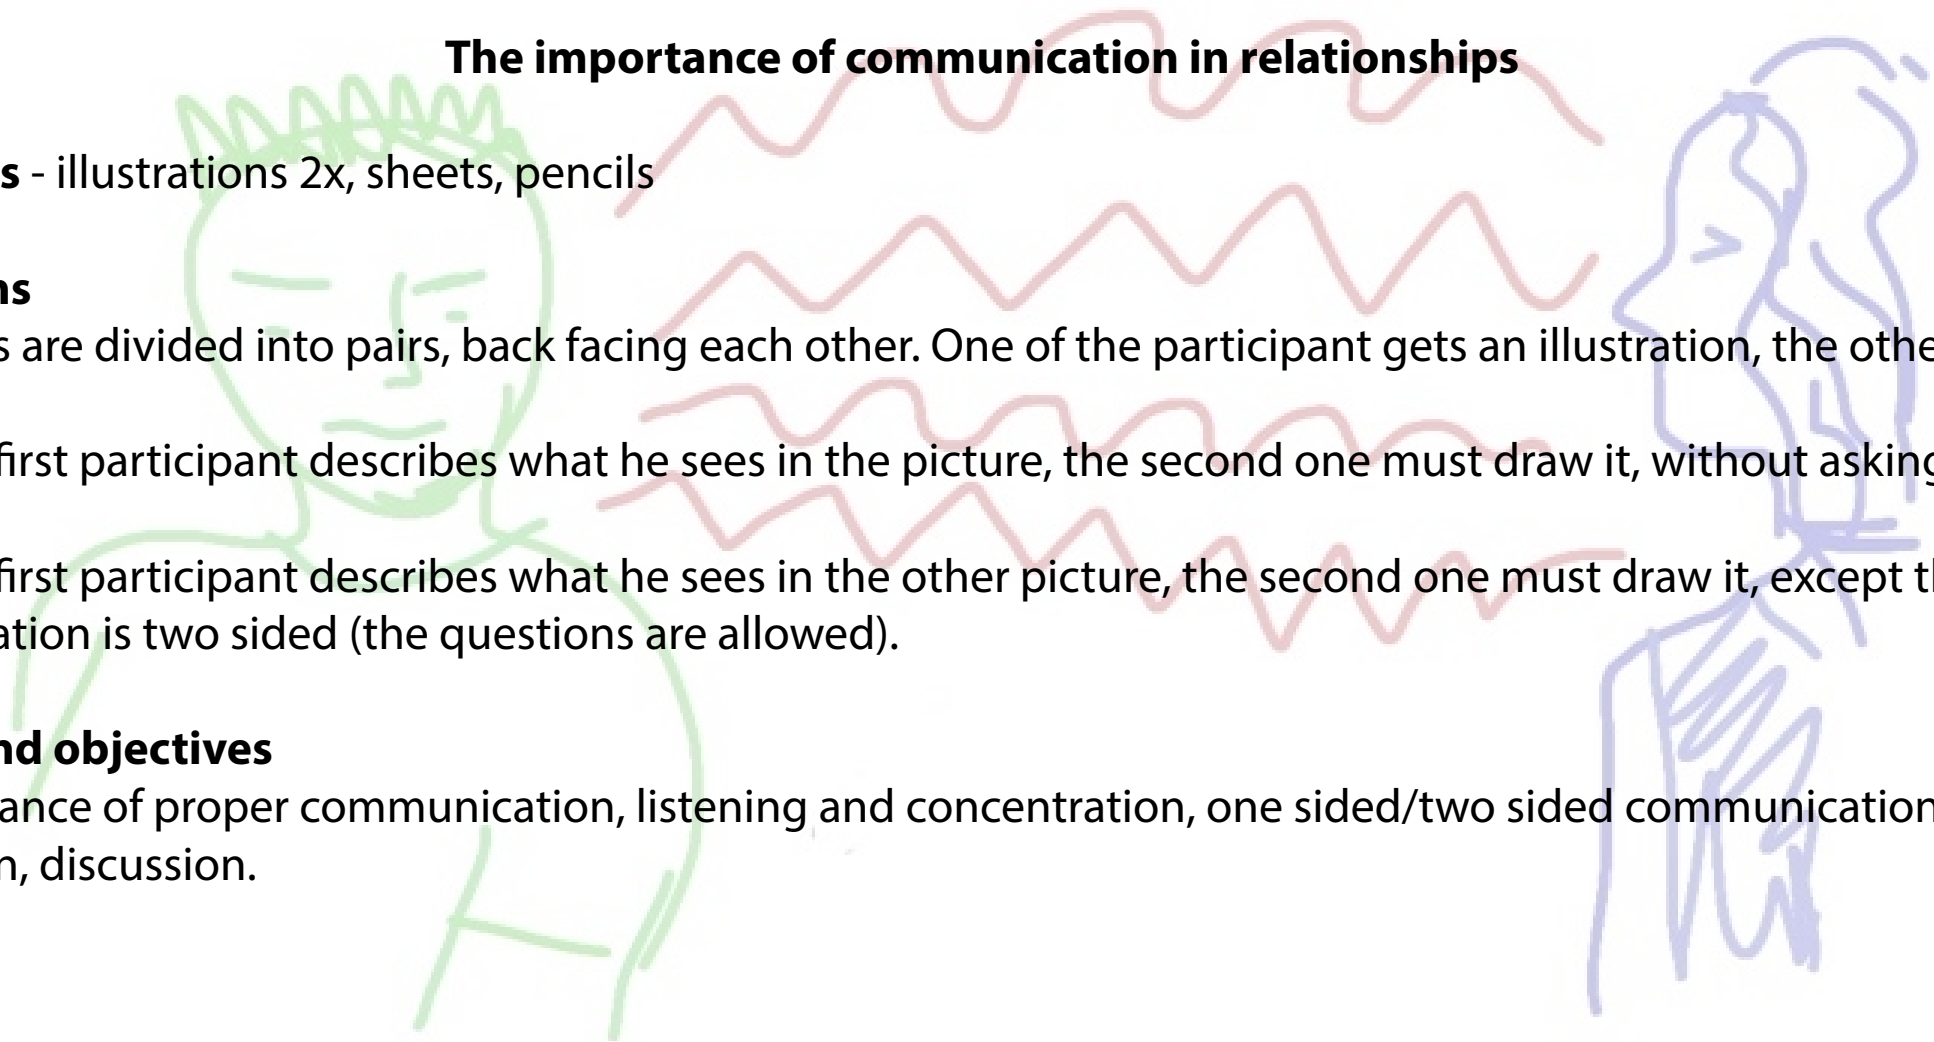 The importance of communication in relationships
s - illustrations 2x, sheets, pencils
ns
s are divided into pairs, back facing each other. One of the participant gets an illustration, the othe
first participant describes what he sees in the picture, the second one must draw it, without asking
first participant describes what he sees in the other picture, the second one must draw it, except th
ation is two sided (the questions are allowed).
nd objectives
ance of proper communication, listening and concentration, one sided/two sided communication
n, discussion.